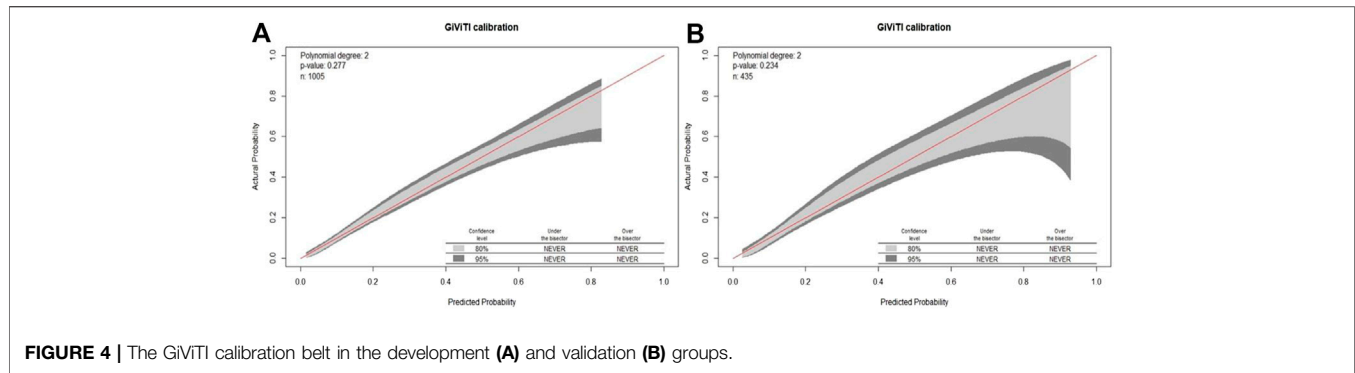 A
GiViTI calibration
Polynomial degree: 2
p-value: 0.277
n: 1005
Actural Probability
0.0 0.2 0.4 0.6 0.8 1.0
Confidence level Under the bisector Over the bisector
80% NEVER NEVER
95% NEVER NEVER
0.0 0.2 0.4 0.6 0.8 1.0
Predicted Probability
B
GiViTI calibration
Polynomial degree: 2
p-value: 0.234
n: 435
Actural Probability
0.0 0.2 0.4 0.6 0.8 1.0
Confidence level Under the bisector Over the bisector
80% NEVER NEVER
95% NEVER NEVER
0.0 0.2 0.4 0.6 0.8 1.0
Predicted Probability
FIGURE 4 | The GiViTI calibration belt in the development (A) and validation (B) groups.